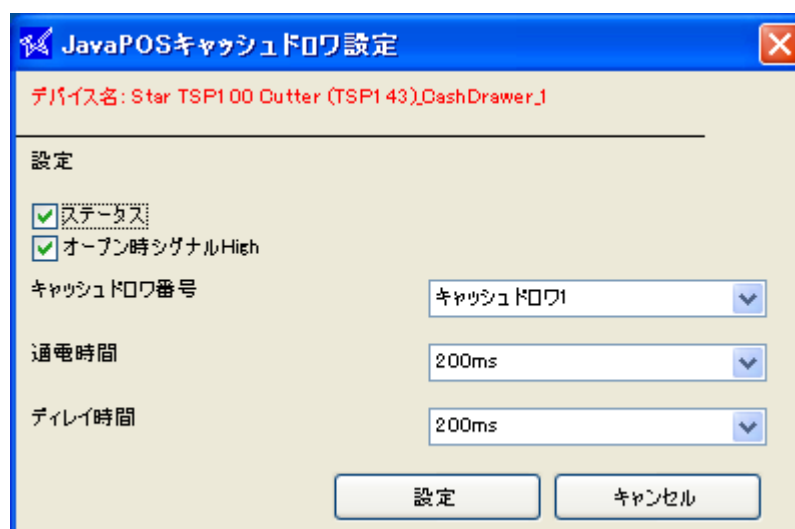 JavaPOSキャッシュドロワ設定
デバイス名: Star TSP100 Cutter (TSP143)_CashDrawer_1
設定
ステータス
オープン時シグナルHigh
キャッシュドロワ番号
キャッシュドロワ1
通電時間
200ms
ディレイ時間
200ms
設定
キャンセル